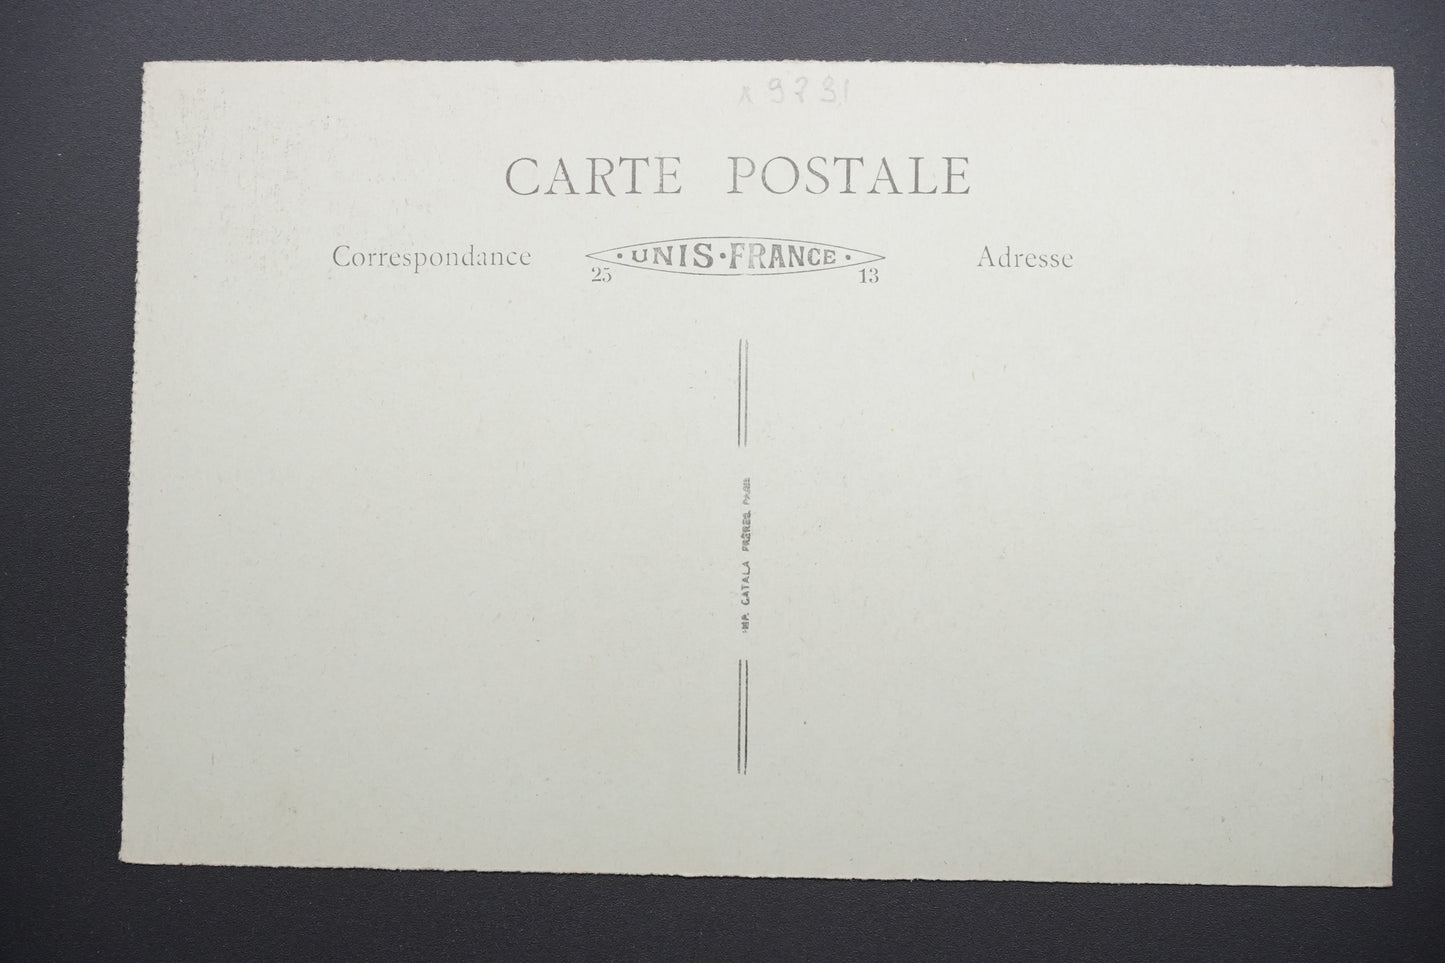 x 9731
CARTE POSTALE
Correspondance
· UNIS · FRANCE ·
25 13
Adresse
IMP. CATALA FRÈRES. PARIS